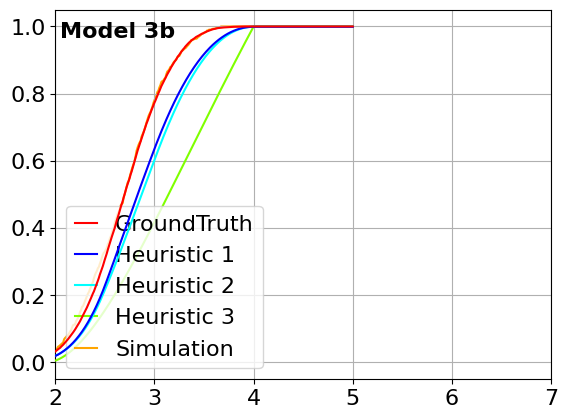 Model 3b
1.0
0.8
0.6
0.4
0.2
0.0
GroundTruth
Heuristic 1
Heuristic 2
Heuristic 3
Simulation
2 3 4 5 6 7